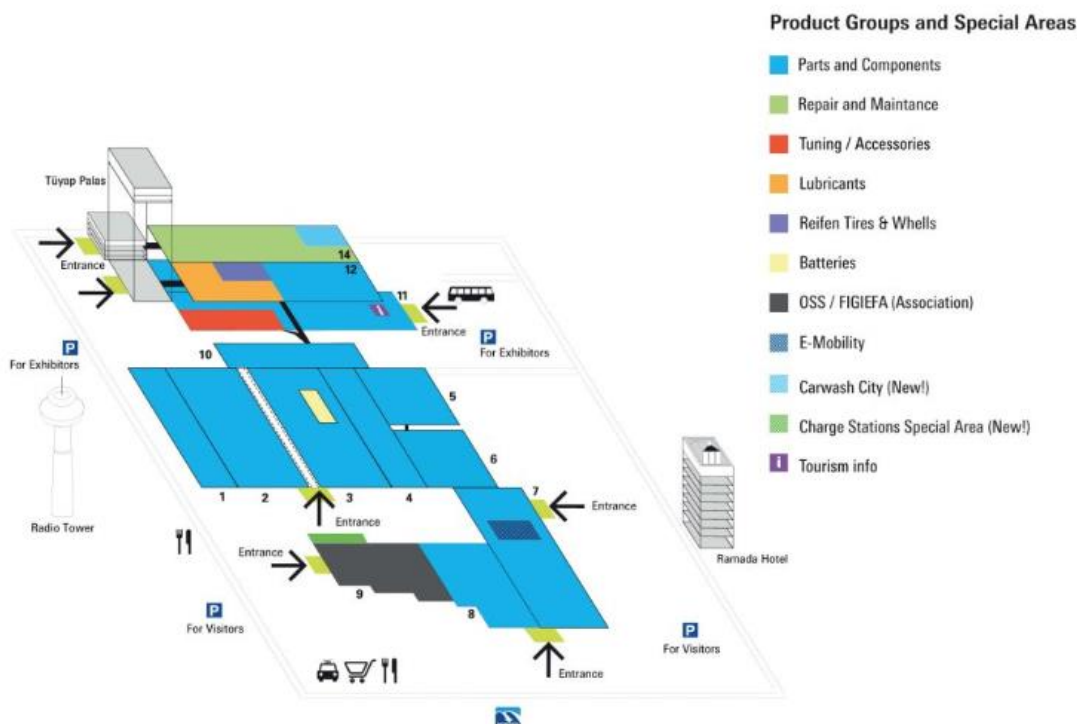 Product Groups and Special Areas
Parts and Components
Repair and Maintance
Tuning / Accessories
Lubricants
Reifen Tires & Whells
Batteries
OSS / FIGIEFA (Association)
E-Mobility
Carwash City (New!)
Charge Stations Special Area (New!)
i Tourism info
Tüyap Palas
Entrance
14
12
11
i
Entrance
P
For Exhibitors
P
For Exhibitors
10
5
6
1
2
3
4
7
Entrance
Entrance
Entrance
Radio Tower
Ramada Hotel
9
8
P
For Visitors
P
For Visitors
Entrance